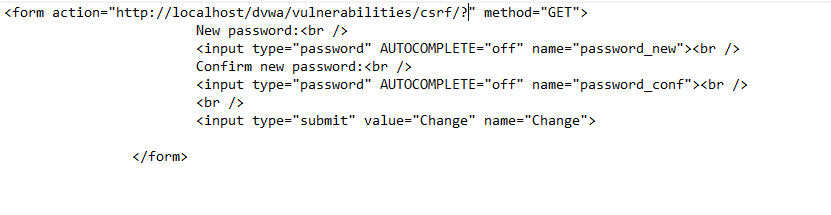 <form action="http://localhost/dvwa/vulnerabilities/csrf/?" method="GET">
New password:<br />
<input type="password" AUTOCOMPLETE="off" name="password_new"><br />
Confirm new password:<br />
<input type="password" AUTOCOMPLETE="off" name="password_conf"><br />
<br />
<input type="submit" value="Change" name="Change">
</form>